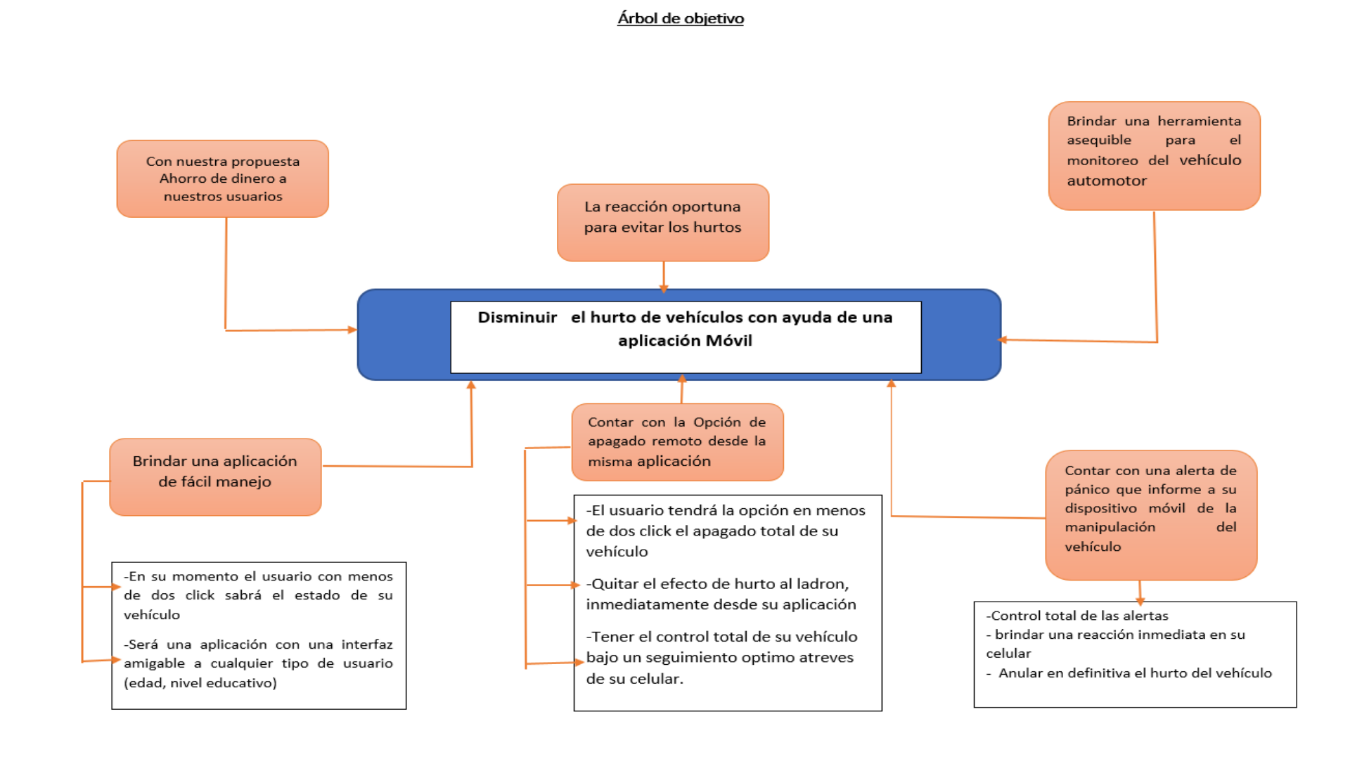 Árbol de objetivo
Con nuestra propuesta
Ahorro de dinero a
nuestros usuarios
La reacción oportuna
para evitar los hurtos
Brindar una herramienta
asequible para el
monitoreo del vehículo
automotor
Disminuir el hurto de vehículos con ayuda de una
aplicación Móvil
Brindar una aplicación
de fácil manejo
-En su momento el usuario con menos
de dos click sabrá el estado de su
vehículo
-Será una aplicación con una interfaz
amigable a cualquier tipo de usuario
(edad, nivel educativo)
Contar con la Opción de
apagado remoto desde la
misma aplicación
-El usuario tendrá la opción en menos
de dos click el apagado total de su
vehículo
-Quitar el efecto de hurto al ladron,
inmediatamente desde su aplicación
-Tener el control total de su vehículo
bajo un seguimiento optimo atreves
de su celular.
Contar con una alerta de
pánico que informe a su
dispositivo móvil de la
manipulación del
vehículo
-Control total de las alertas
- brindar una reacción inmediata en su
celular
- Anular en definitiva el hurto del vehículo